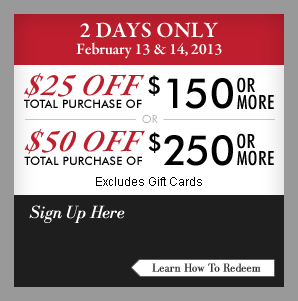 2 DAYS ONLY
February 13 & 14, 2013
$25 OFF
TOTAL PURCHASE OF
$150 OR MORE
OR
$50 OFF
TOTAL PURCHASE OF
$250 OR MORE
Excludes Gift Cards
Sign Up Here
Learn How To Redeem